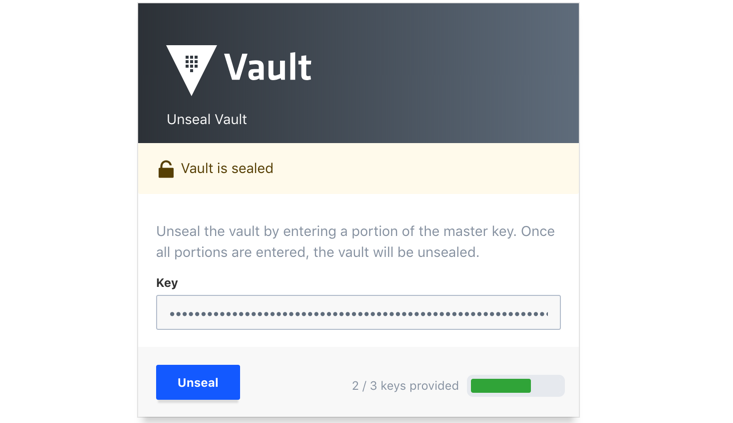 Vault
Unseal Vault
Vault is sealed
Unseal the vault by entering a portion of the master key. Once
all portions are entered, the vault will be unsealed.
Key
Unseal
2 / 3 keys provided